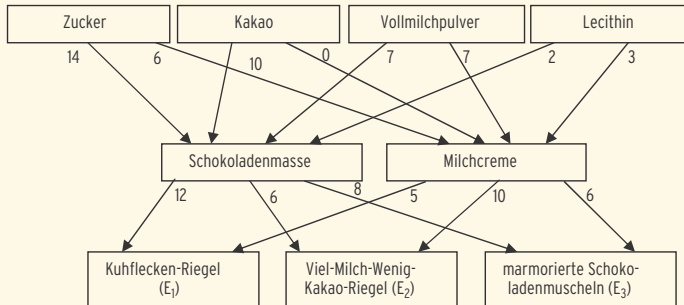 Zucker Kakao Vollmilchpulver Lecithin
14 6 10 0 7 7 2 3
Schokoladenmasse Milchcreme
12 6 8 5 10 6
Kuhflecken-Riegel
(E₁)
Viel-Milch-Wenig-
Kakao-Riegel (E₂)
marmorierte Schoko-
ladenmuscheln (E₃)